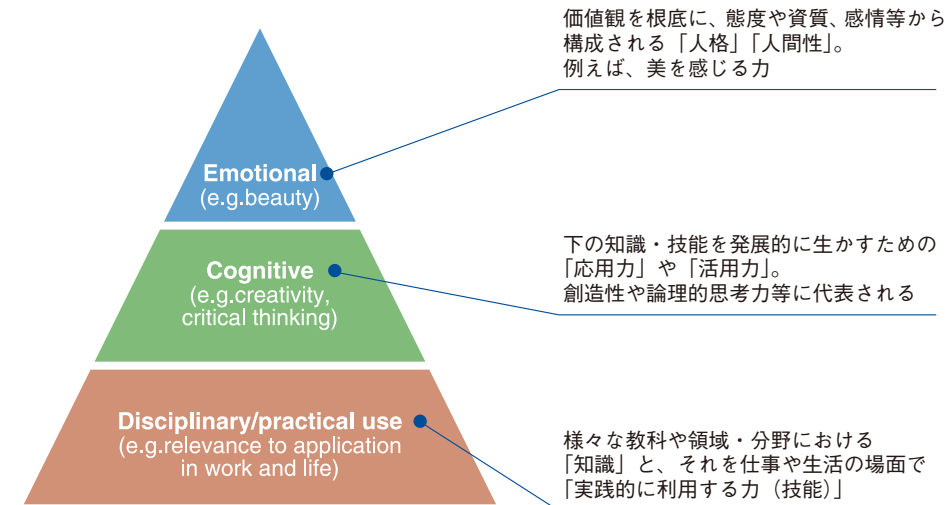 価値観を根底に、態度や資質、感情等から
構成される「人格」「人間性」。
例えば、美を感じる力
Emotional
(e.g.beauty)
下の知識・技能を発展的に生かすための
「応用力」や「活用力」。
創造性や論理的思考力等に代表される
Cognitive
(e.g.creativity,
critical thinking)
Disciplinary/practical use
(e.g.relevance to application
in work and life)
様々な教科や領域・分野における
「知識」と、それを仕事や生活の場面で
「実践的に利用する力（技能）」